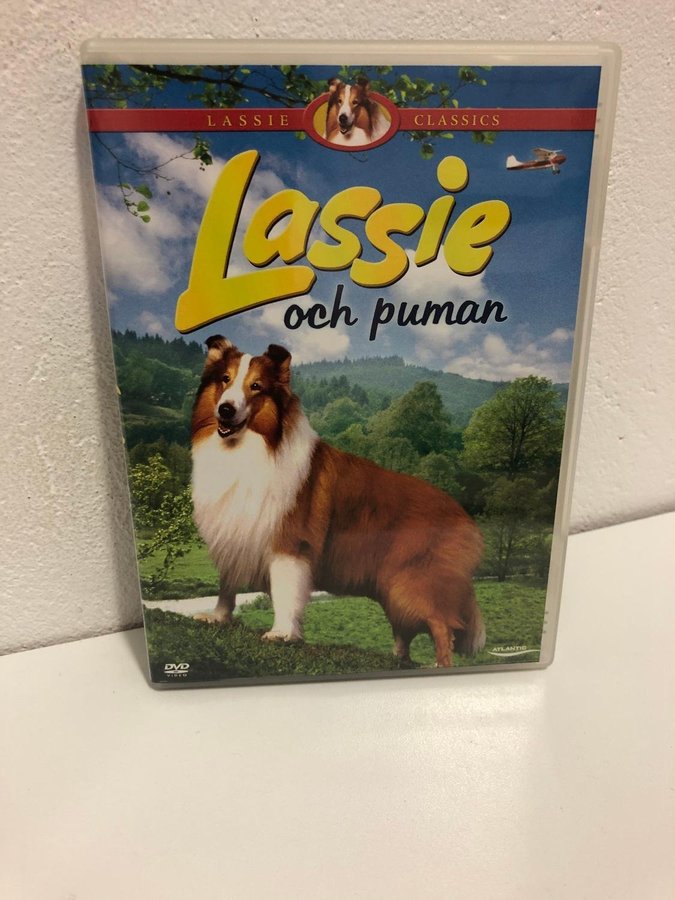 LASSIE CLASSICS
Lassie
och puman
DVD
VIDEO
ATLANTIC